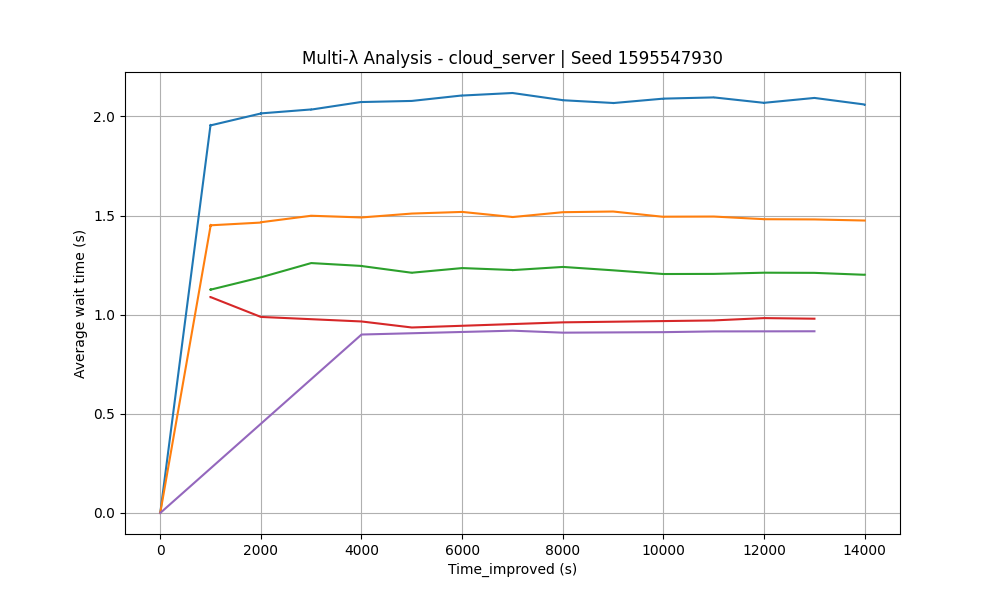 Multi-λ Analysis - cloud_server | Seed 1595547930
Average wait time (s)
2.0
1.5
1.0
0.5
0.0
0 2000 4000 6000 8000 10000 12000 14000
Time_improved (s)